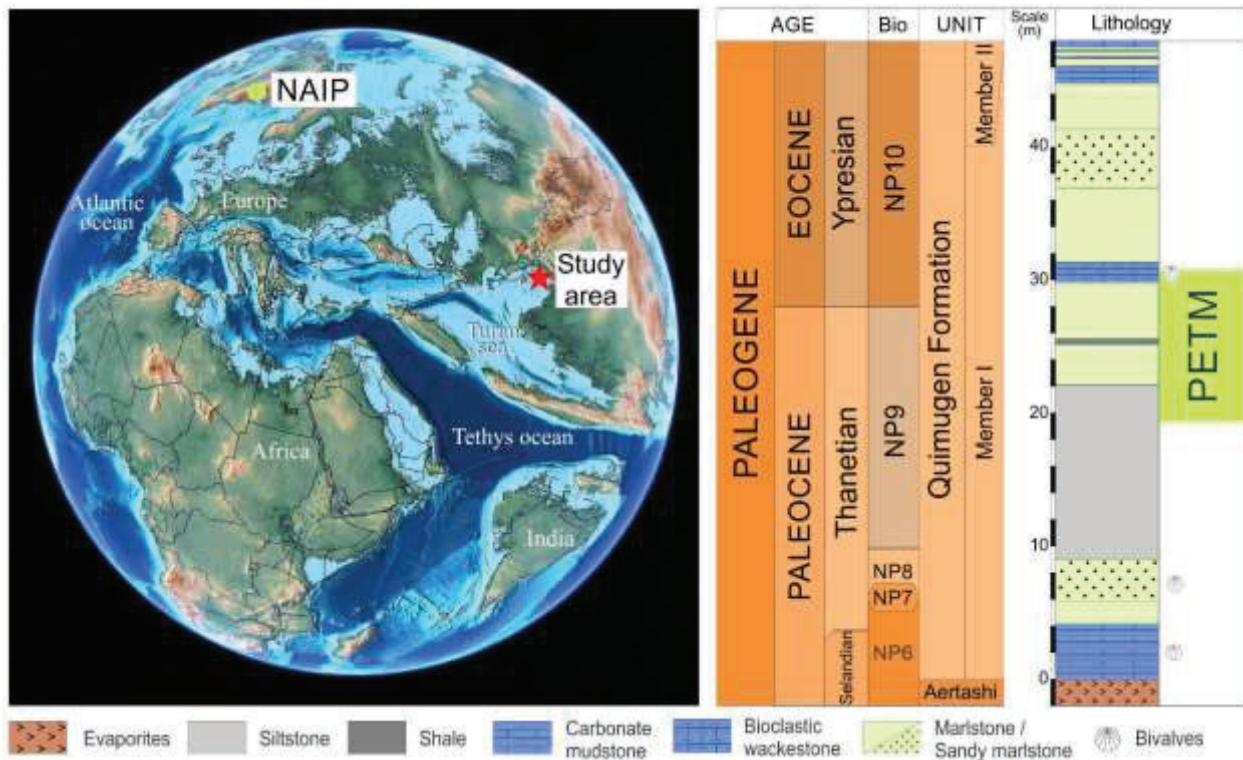 NAIP
Atlantic
ocean
Europe
Study
area
Turan
sea
Tethys ocean
Africa
India
AGE
Bio
UNIT
Scale
(m)
Lithology
PALEOGENE
EOCENE
Ypresian
NP10
Quimugen Formation
Member II
40
30
PETM
PALEOCENE
Thanetian
NP9
Member I
20
10
NP8
NP7
Selandian
NP6
0
Aertashi
Evaporites
Siltstone
Shale
Carbonate
mudstone
Bioclastic
wackestone
Marlstone /
Sandy marlstone
Bivalves